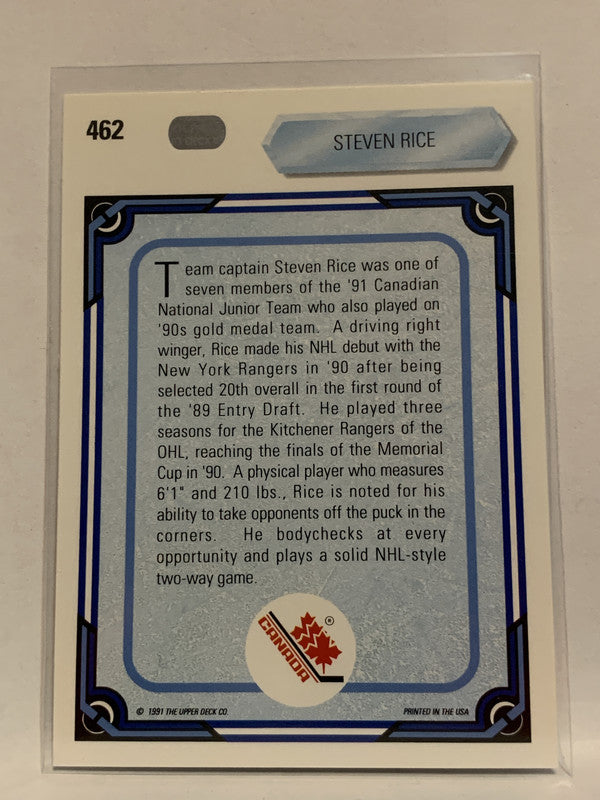 462
STEVEN RICE
Team captain Steven Rice was one of
seven members of the '91 Canadian
National Junior Team who also played on
'90s gold medal team. A driving right
winger, Rice made his NHL debut with the
New York Rangers in '90 after being
selected 20th overall in the first round of
the '89 Entry Draft. He played three
seasons for the Kitchener Rangers of the
OHL, reaching the finals of the Memorial
Cup in '90. A physical player who measures
6'1" and 210 lbs., Rice is noted for his
ability to take opponents off the puck in the
corners. He bodychecks at every
opportunity and plays a solid NHL-style
two-way game.
®
CANADA
© 1991 THE UPPER DECK CO.
PRINTED IN THE USA